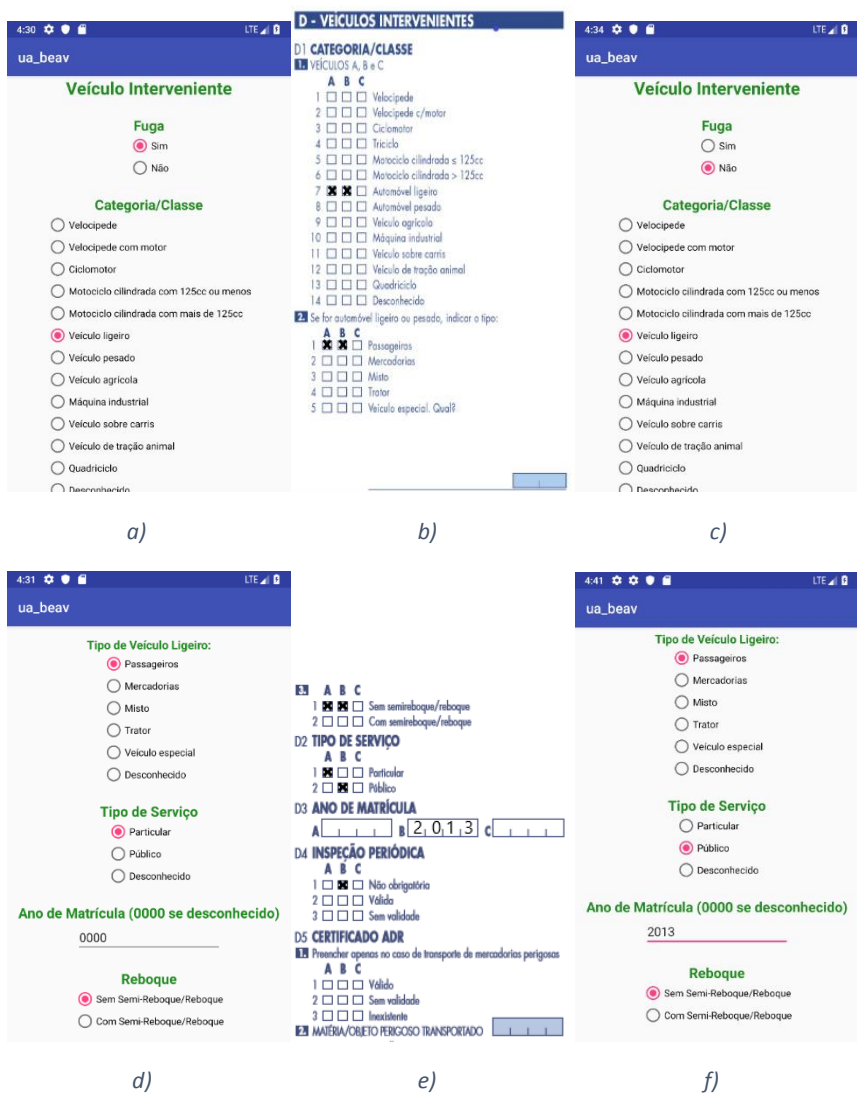 4:30 LTE
ua_beav
Veículo Interveniente
Fuga
Sim
Não
Categoria/Classe
Velocipede
Velocipede com motor
Ciclomotor
Motociclo cilindrada com 125cc ou menos
Motociclo cilindrada com mais de 125cc
Veiculo ligeiro
Veículo pesado
Veículo agrícola
Máquina industrial
Veículo sobre carris
Veículo de tração animal
Quadriciclo
Desconhecido
a)
D - VEÍCULOS INTERVENIENTES
D1 CATEGORIA/CLASSE
1. VEÍCULOS A, B e C
A B C
1 Velocipede
2 Velocipede c/motor
3 Ciclomotor
4 Triciclo
5 Motociclo cilindrada ≤ 125cc
6 Motociclo cilindrada > 125cc
7 Automóvel ligeiro
8 Automóvel pesado
9 Veículo agrícola
10 Máquina industrial
11 Veículo sobre carris
12 Veículo de tração animal
13 Quadriciclo
14 Desconhecido
2. Se for automóvel ligeiro ou pesado, indicar o tipo:
A B C
1 Passageiros
2 Mercadorias
3 Misto
4 Trator
5 Veículo especial. Qual?
b)
4:34 LTE
ua_beav
Veículo Interveniente
Fuga
Sim
Não
Categoria/Classe
Velocipede
Velocipede com motor
Ciclomotor
Motociclo cilindrada com 125cc ou menos
Motociclo cilindrada com mais de 125cc
Veiculo ligeiro
Veículo pesado
Veículo agrícola
Máquina industrial
Veículo sobre carris
Veículo de tração animal
Quadriciclo
Desconhecido
c)
4:31 LTE
ua_beav
Tipo de Veículo Ligeiro:
Passageiros
Mercadorias
Misto
Trator
Veículo especial
Desconhecido
Tipo de Serviço
Particular
Público
Desconhecido
Ano de Matrícula (0000 se desconhecido)
0000
Reboque
Sem Semi-Reboque/Reboque
Com Semi-Reboque/Reboque
d)
3. A B C
1 Sem semireboque/reboque
2 Com semireboque/reboque
D2 TIPO DE SERVIÇO
A B C
1 Particular
2 Público
D3 ANO DE MATRÍCULA
A B 2013 C
D4 INSPEÇÃO PERIÓDICA
A B C
1 Não obrigatória
2 Válida
3 Sem validade
D5 CERTIFICADO ADR
1. Preencher apenas no caso de transporte de mercadorias perigosas
A B C
1 Válido
2 Sem validade
3 Inexistente
2. MATÉRIA/OBJETO PERIGOSO TRANSPORTADO
e)
4:41 LTE
ua_beav
Tipo de Veículo Ligeiro:
Passageiros
Mercadorias
Misto
Trator
Veículo especial
Desconhecido
Tipo de Serviço
Particular
Público
Desconhecido
Ano de Matrícula (0000 se desconhecido)
2013
Reboque
Sem Semi-Reboque/Reboque
Com Semi-Reboque/Reboque
f)